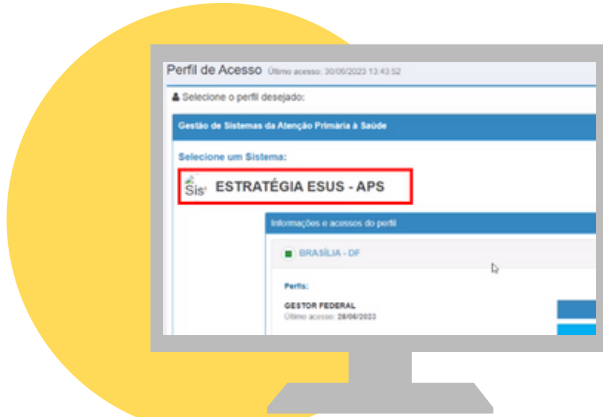 Perfil de Acesso Último acesso: 30/06/2023 13:43:52
Selecione o perfil desejado:
Gestão de Sistemas da Atenção Primária à Saúde
Selecione um Sistema:
Sis' ESTRATÉGIA ESUS - APS
Informações e acessos do perfil
BRASÍLIA - DF
Perfis:
GESTOR FEDERAL
Último acesso: 28/06/2023